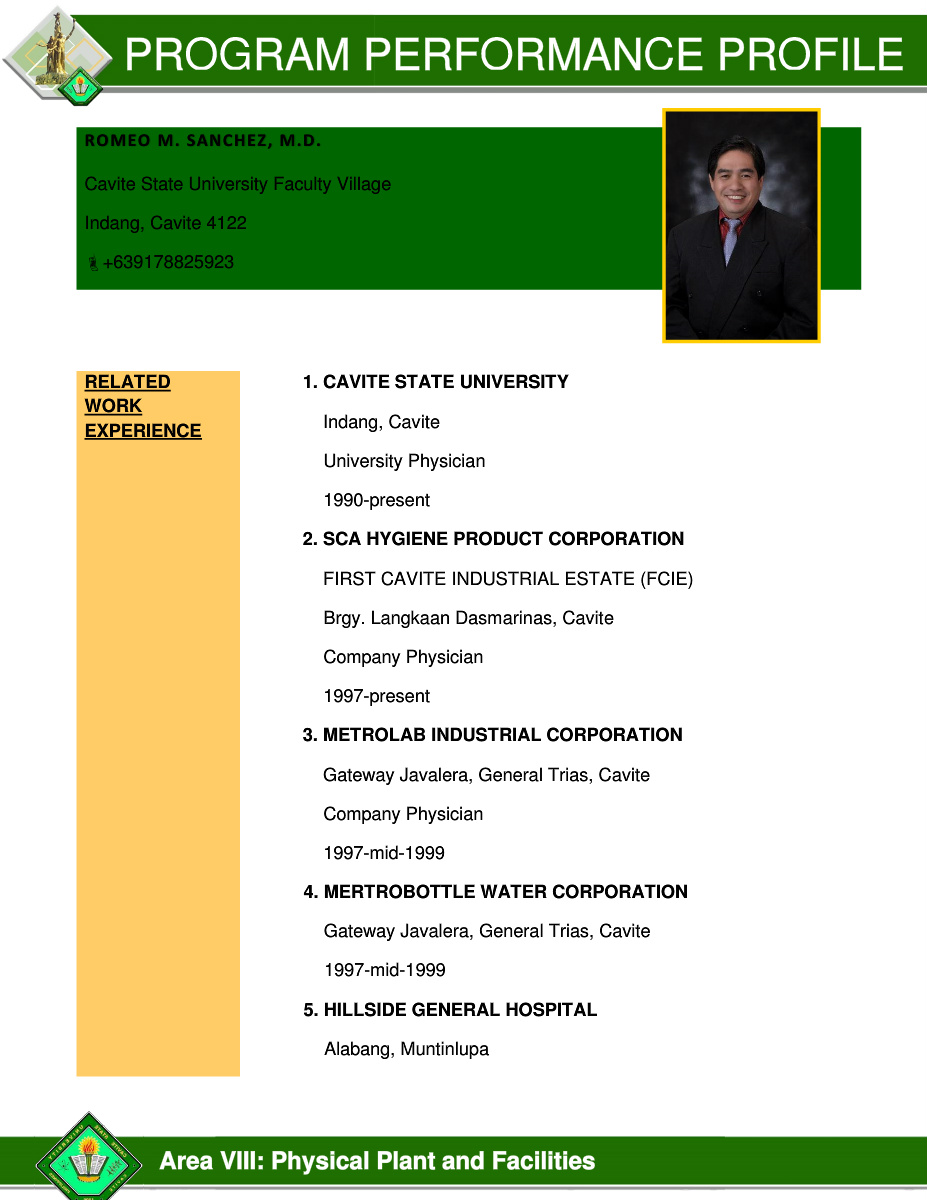 PROGRAM PERFORMANCE PROFILE
ROMEO M. SANCHEZ, M.D.
Cavite State University Faculty Village
Indang, Cavite 4122
+639178825923
RELATED
WORK
EXPERIENCE
1. CAVITE STATE UNIVERSITY
Indang, Cavite
University Physician
1990-present
2. SCA HYGIENE PRODUCT CORPORATION
FIRST CAVITE INDUSTRIAL ESTATE (FCIE)
Brgy. Langkaan Dasmarinas, Cavite
Company Physician
1997-present
3. METROLAB INDUSTRIAL CORPORATION
Gateway Javalera, General Trias, Cavite
Company Physician
1997-mid-1999
4. MERTROBOTTLE WATER CORPORATION
Gateway Javalera, General Trias, Cavite
1997-mid-1999
5. HILLSIDE GENERAL HOSPITAL
Alabang, Muntinlupa
Area VIII: Physical Plant and Facilities